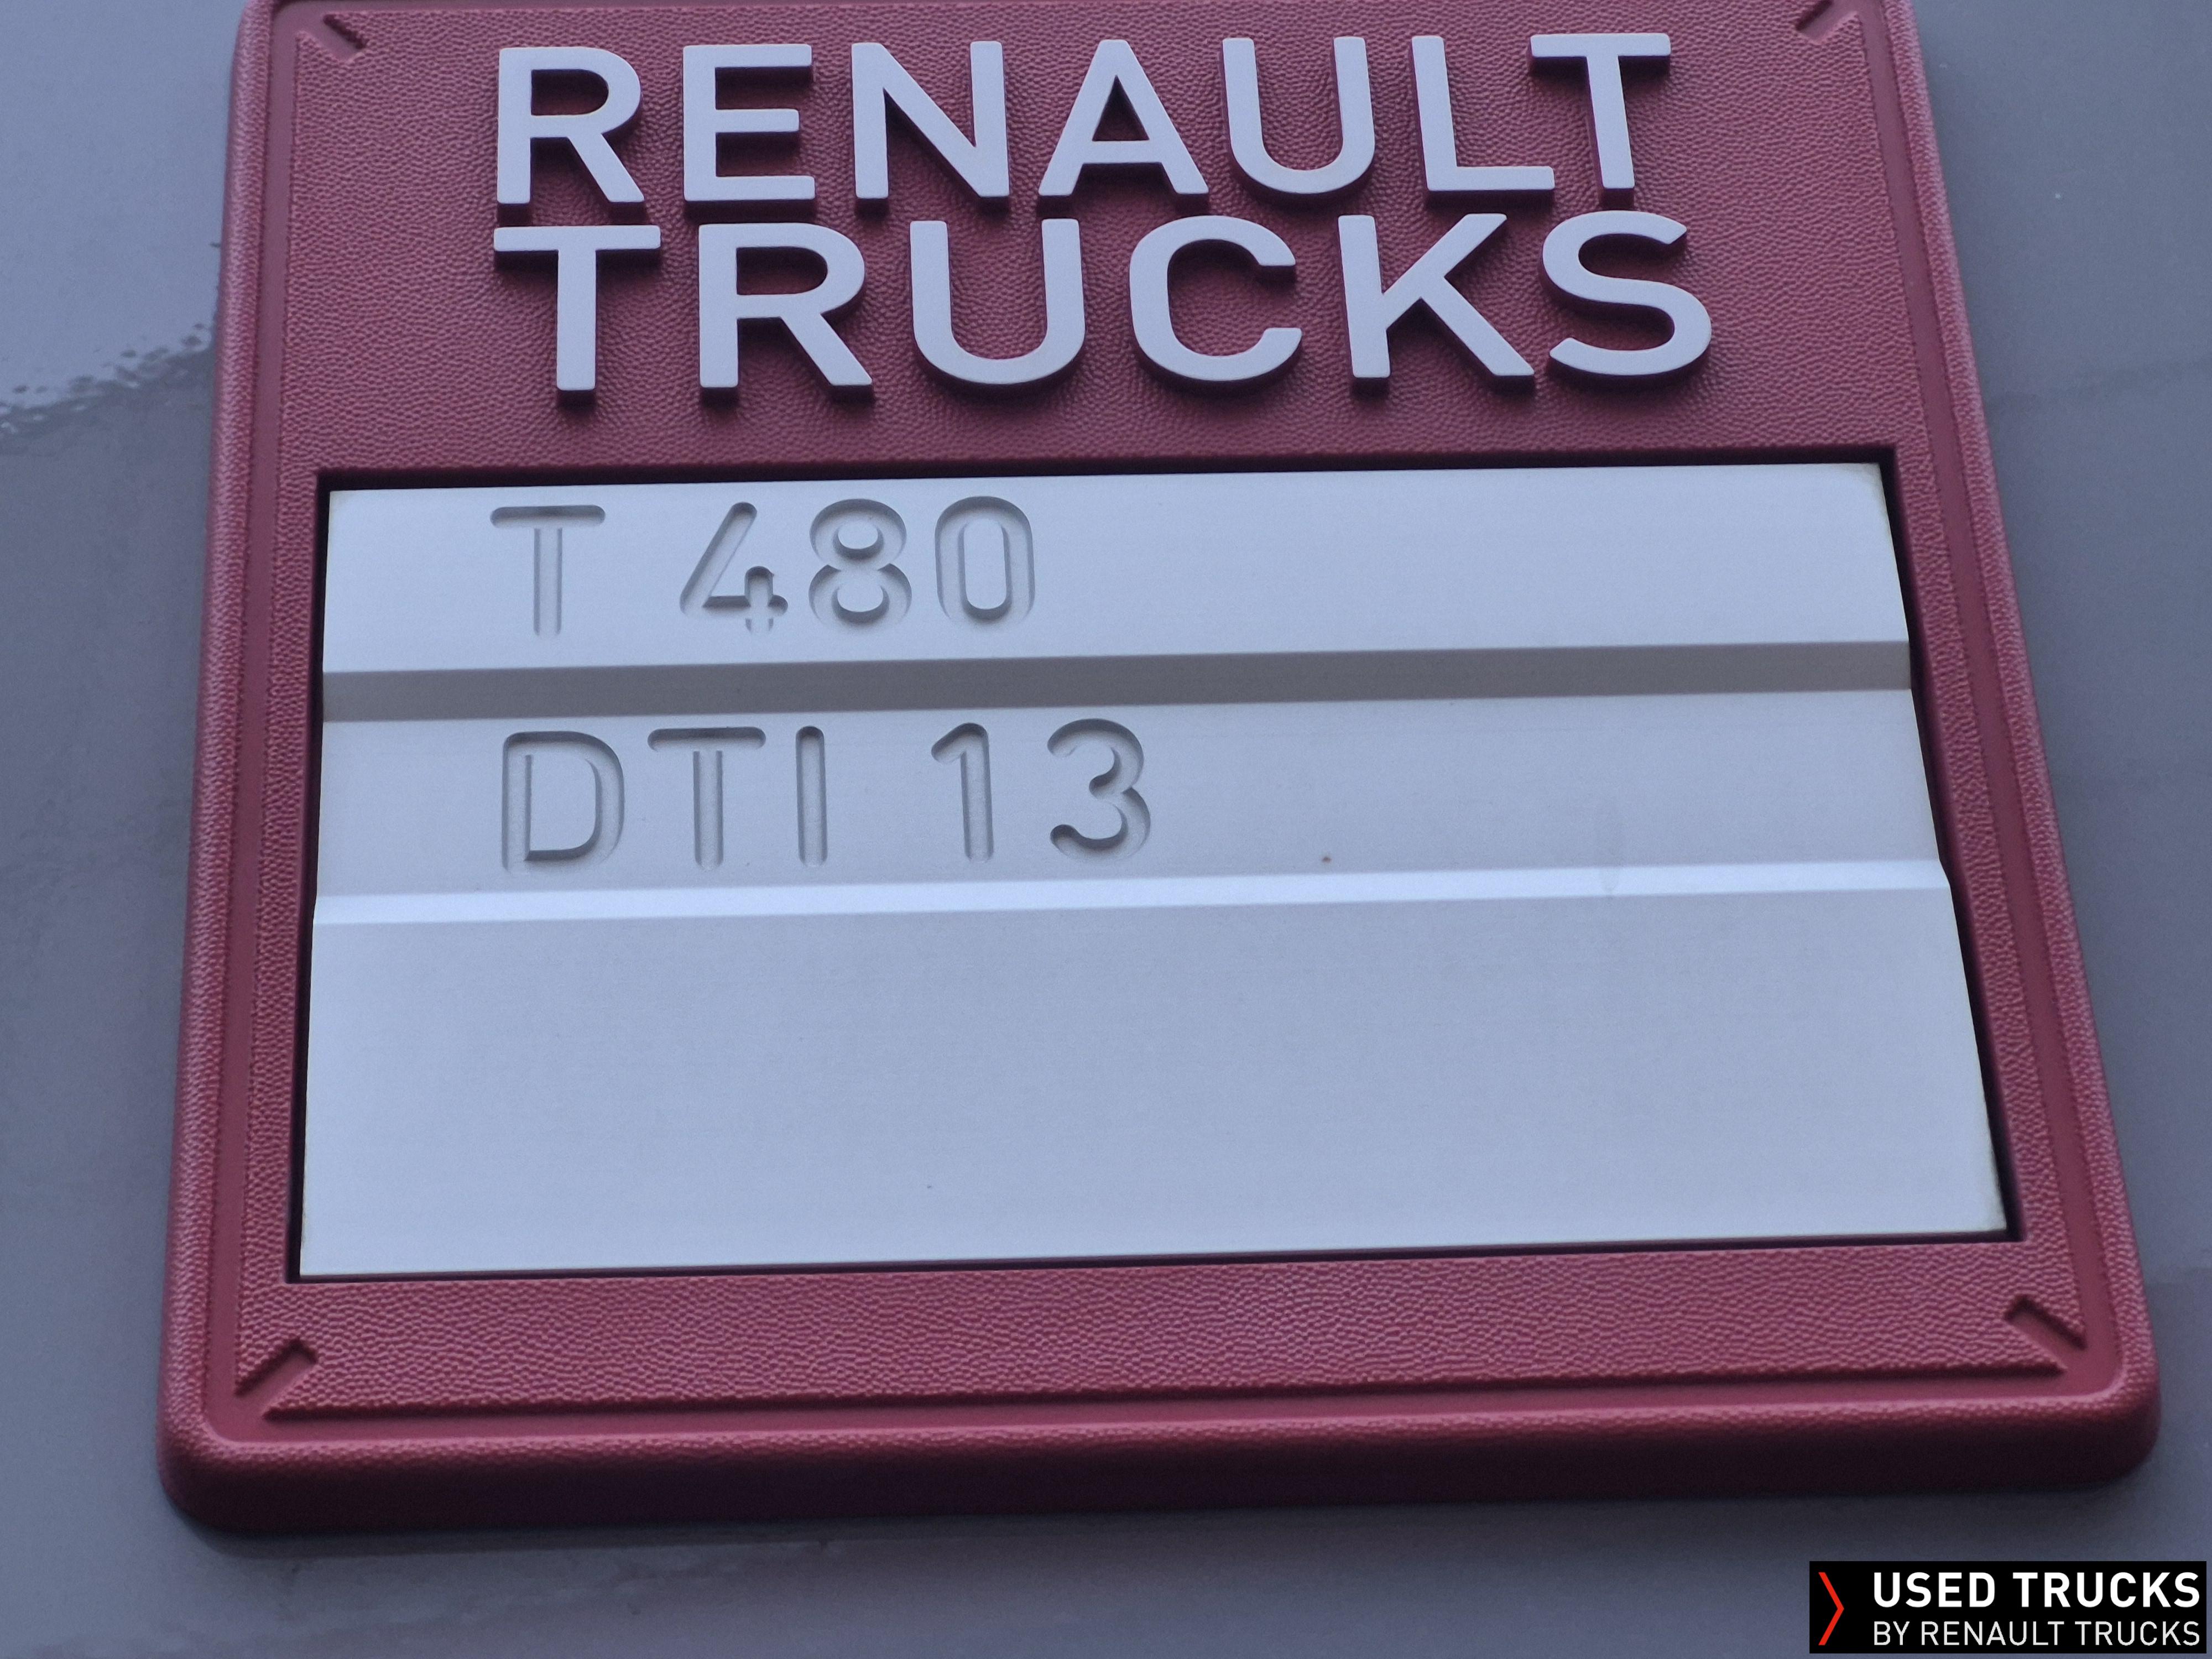 RENAULT
TRUCKS
T 480
DTI 13
USED TRUCKS
BY RENAULT TRUCKS